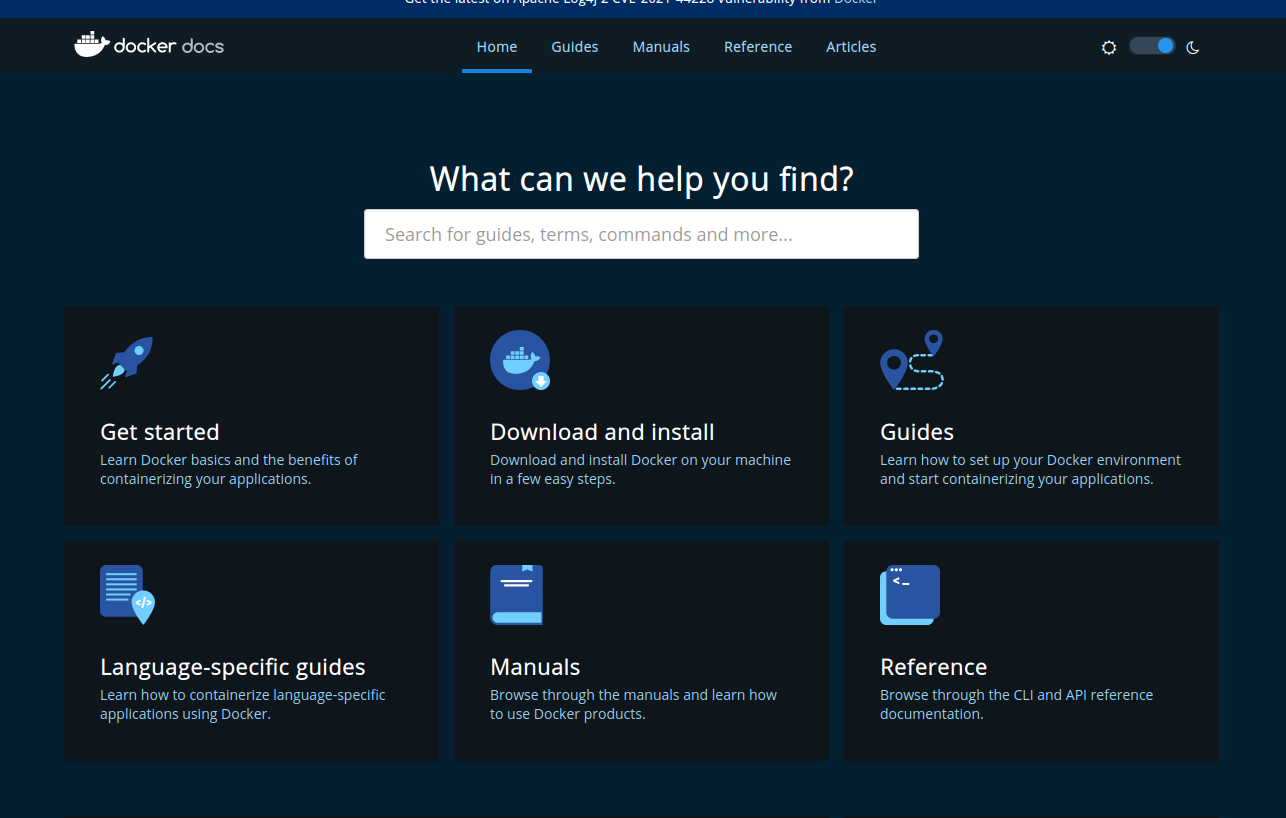 Get the latest on Apache Log4j 2 CVE-2021-44228 vulnerability from Docker
docker docs
Home
Guides
Manuals
Reference
Articles
What can we help you find?
Search for guides, terms, commands and more...
Get started
Learn Docker basics and the benefits of
containerizing your applications.
Download and install
Download and install Docker on your machine
in a few easy steps.
Guides
Learn how to set up your Docker environment
and start containerizing your applications.
Language-specific guides
Learn how to containerize language-specific
applications using Docker.
Manuals
Browse through the manuals and learn how
to use Docker products.
Reference
Browse through the CLI and API reference
documentation.